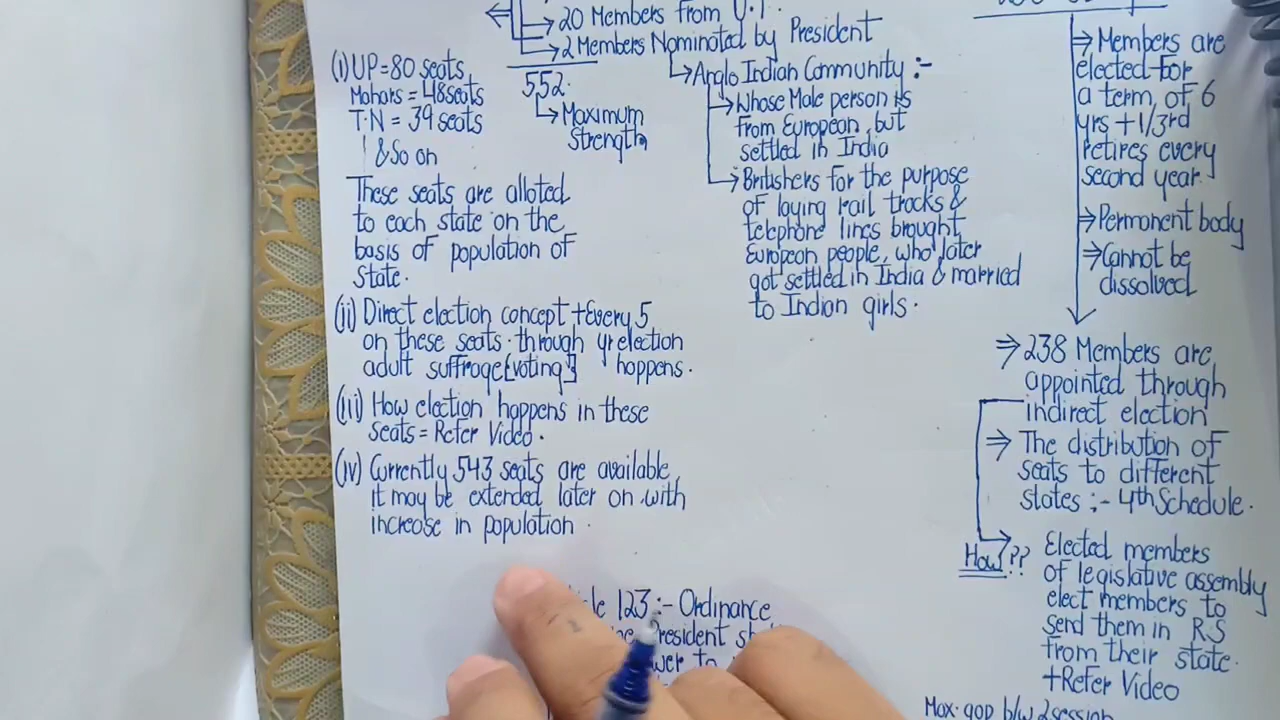 20 Members from U.T.
2 Members Nominated by President
552.
Maximum
Strength
Anglo Indian Community :-
Whose Male person is
from European, but
settled in India
Britishers for the purpose
of laying rail tracks &
telephone lines brought
European people, who later
got settled in India & married
to Indian girls.
(i) UP = 80 seats
Mahars = 48 seats
T.N = 39 seats
& So on
These seats are alloted
to each state on the
basis of population of
State.
(ii) Direct election concept + Every 5
on these seats through yr election
adult suffrage [voting] happens.
(iii) How election happens in these
seats = Refer Video.
(iv) Currently 543 seats are available
it may be extended later on with
increase in population.
123 :- Ordinance
President
to
⇒ Members are
elected for
a term of 6
yrs + 1/3rd
retires every
second year.
⇒ Permonent body
⇒ Cannot be
dissolved
⇒ 238 Members are
appointed through
indirect election
⇒ The distribution of
seats to different
states :- 4th Schedule.
How ??
Elected members
of legislative assembly
elect members to
send them in RS
from their state.
+ Refer Video
Max. gap b/w 2 session